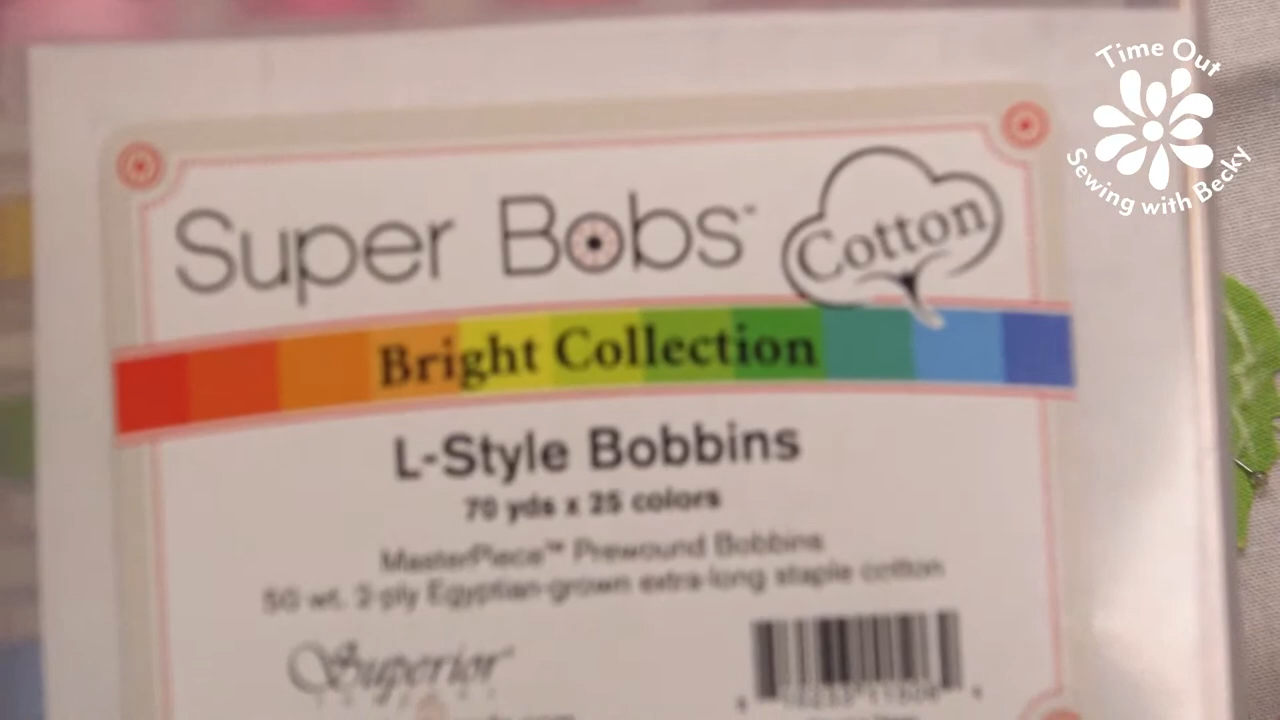 Time Out
Sewing with Becky
Super Bobs™
Cotton
Bright Collection
L-Style Bobbins
70 yds x 25 colors
MasterPiece™ Prewound Bobbins
50 wt. 2-ply Egyptian-grown extra-long staple cotton
Superior